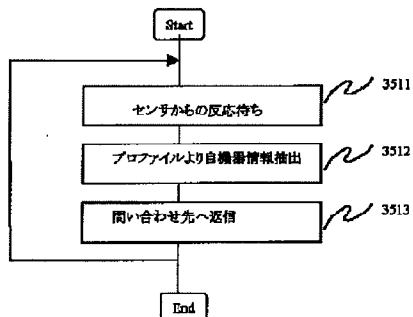 Start
センサからの反応待ち 3511
プロファイルより自機器情報抽出 3512
問い合わせ先へ返信 3513
End